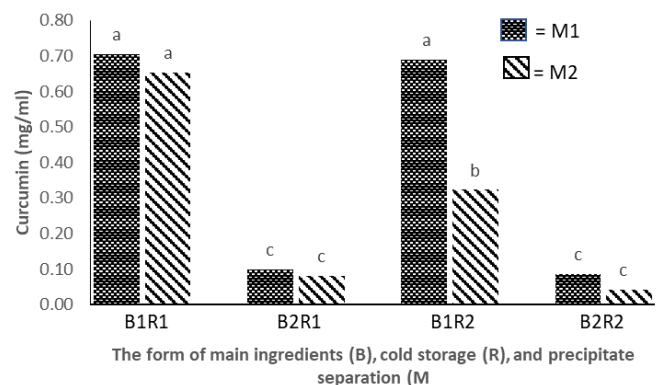 0.80
0.70
0.60
0.50
0.40
0.30
0.20
0.10
0.00
Curcumin (mg/ml)
a
a
c
c
a
b
c
c
= M1
= M2
B1R1
B2R1
B1R2
B2R2
The form of main ingredients (B), cold storage (R), and precipitate
separation (M